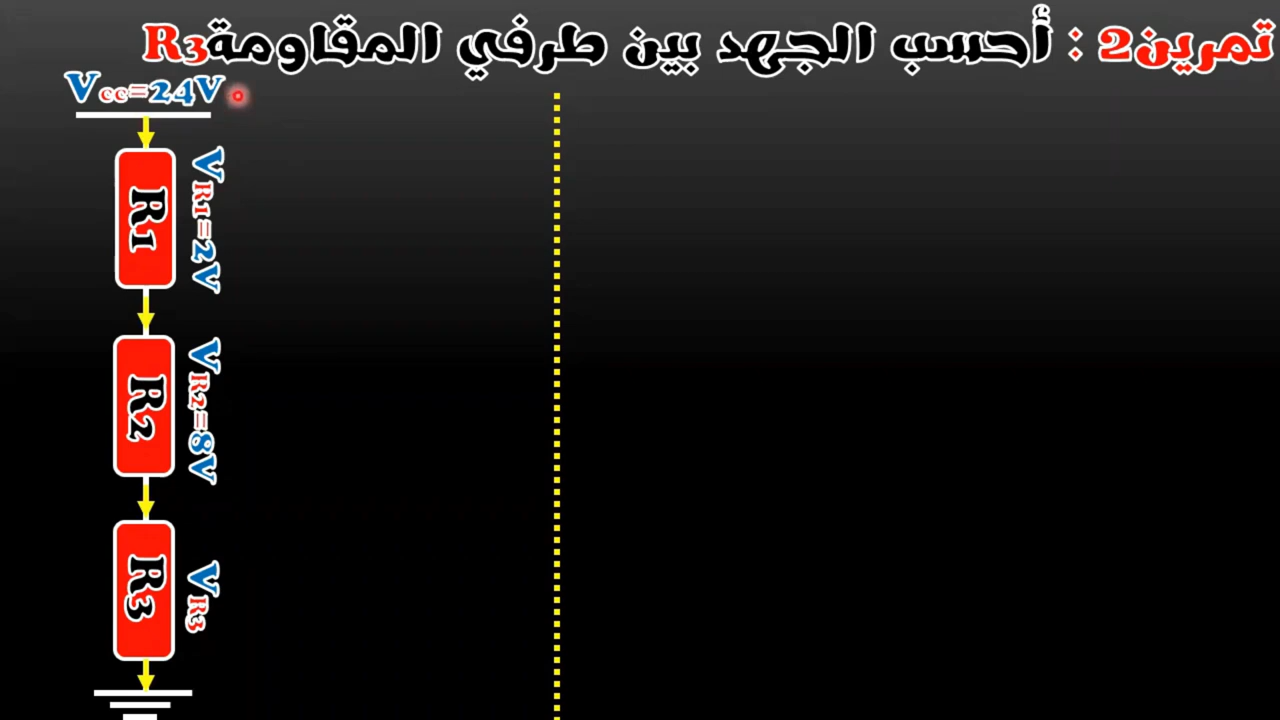 تمرين2 : أحسب الجهد بين طرفي المقاومةR3
Vcc=24V
R1
VR1=2V
R2
VR2=8V
R3
VR3